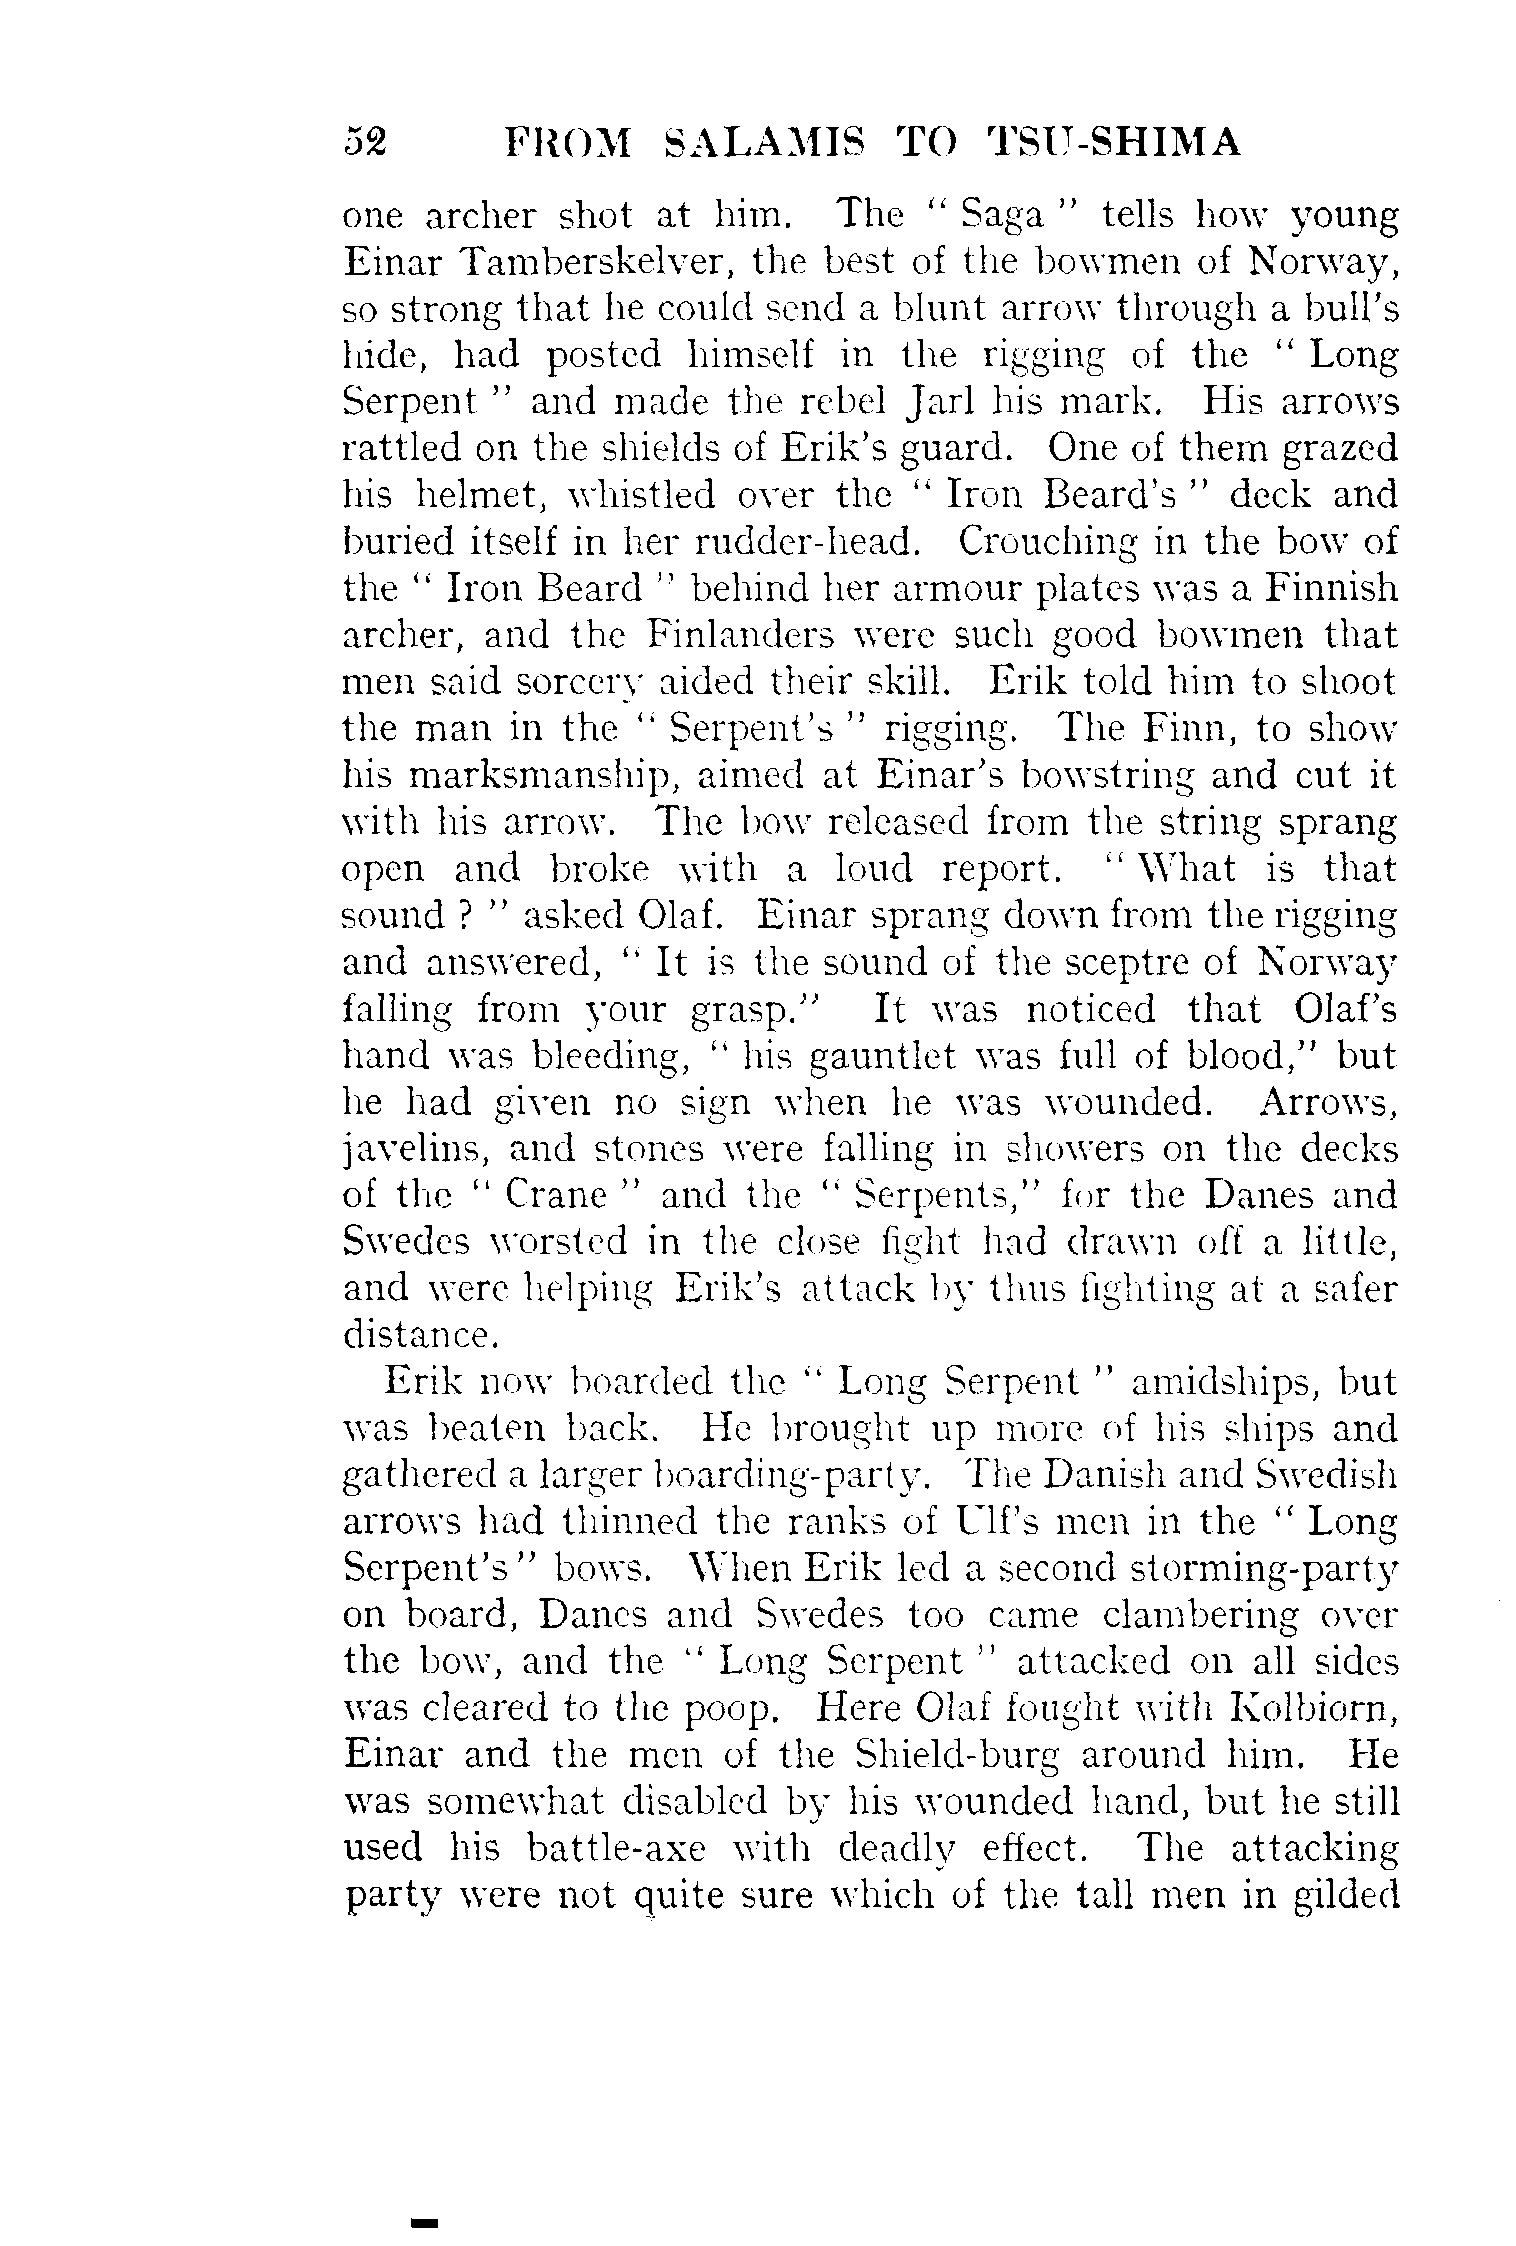 52 FROM SALAMIS TO TSU-SHIMA
one archer shot at him. The “ Saga ” tells how young
Einar Tamberskelver, the best of the bowmen of Norway,
so strong that he could send a blunt arrow through a bull’s
hide, had posted himself in the rigging of the “ Long
Serpent ” and made the rebel Jarl his mark. His arrows
rattled on the shields of Erik’s guard. One of them grazed
his helmet, whistled over the “ Iron Beard’s ” deck and
buried itself in her rudder-head. Crouching in the bow of
the “ Iron Beard ” behind her armour plates was a Finnish
archer, and the Finlanders were such good bowmen that
men said sorcery aided their skill. Erik told him to shoot
the man in the “ Serpent’s ” rigging. The Finn, to show
his marksmanship, aimed at Einar’s bowstring and cut it
with his arrow. The bow released from the string sprang
open and broke with a loud report. “ What is that
sound ? ” asked Olaf. Einar sprang down from the rigging
and answered, “ It is the sound of the sceptre of Norway
falling from your grasp.” It was noticed that Olaf’s
hand was bleeding, “ his gauntlet was full of blood,” but
he had given no sign when he was wounded. Arrows,
javelins, and stones were falling in showers on the decks
of the “ Crane ” and the “ Serpents,” for the Danes and
Swedes worsted in the close fight had drawn off a little,
and were helping Erik’s attack by thus fighting at a safer
distance.
Erik now boarded the “ Long Serpent ” amidships, but
was beaten back. He brought up more of his ships and
gathered a larger boarding-party. The Danish and Swedish
arrows had thinned the ranks of Ulf’s men in the “ Long
Serpent’s ” bows. When Erik led a second storming-party
on board, Danes and Swedes too came clambering over
the bow, and the “ Long Serpent ” attacked on all sides
was cleared to the poop. Here Olaf fought with Kolbiorn,
Einar and the men of the Shield-burg around him. He
was somewhat disabled by his wounded hand, but he still
used his battle-axe with deadly effect. The attacking
party were not quite sure which of the tall men in gilded